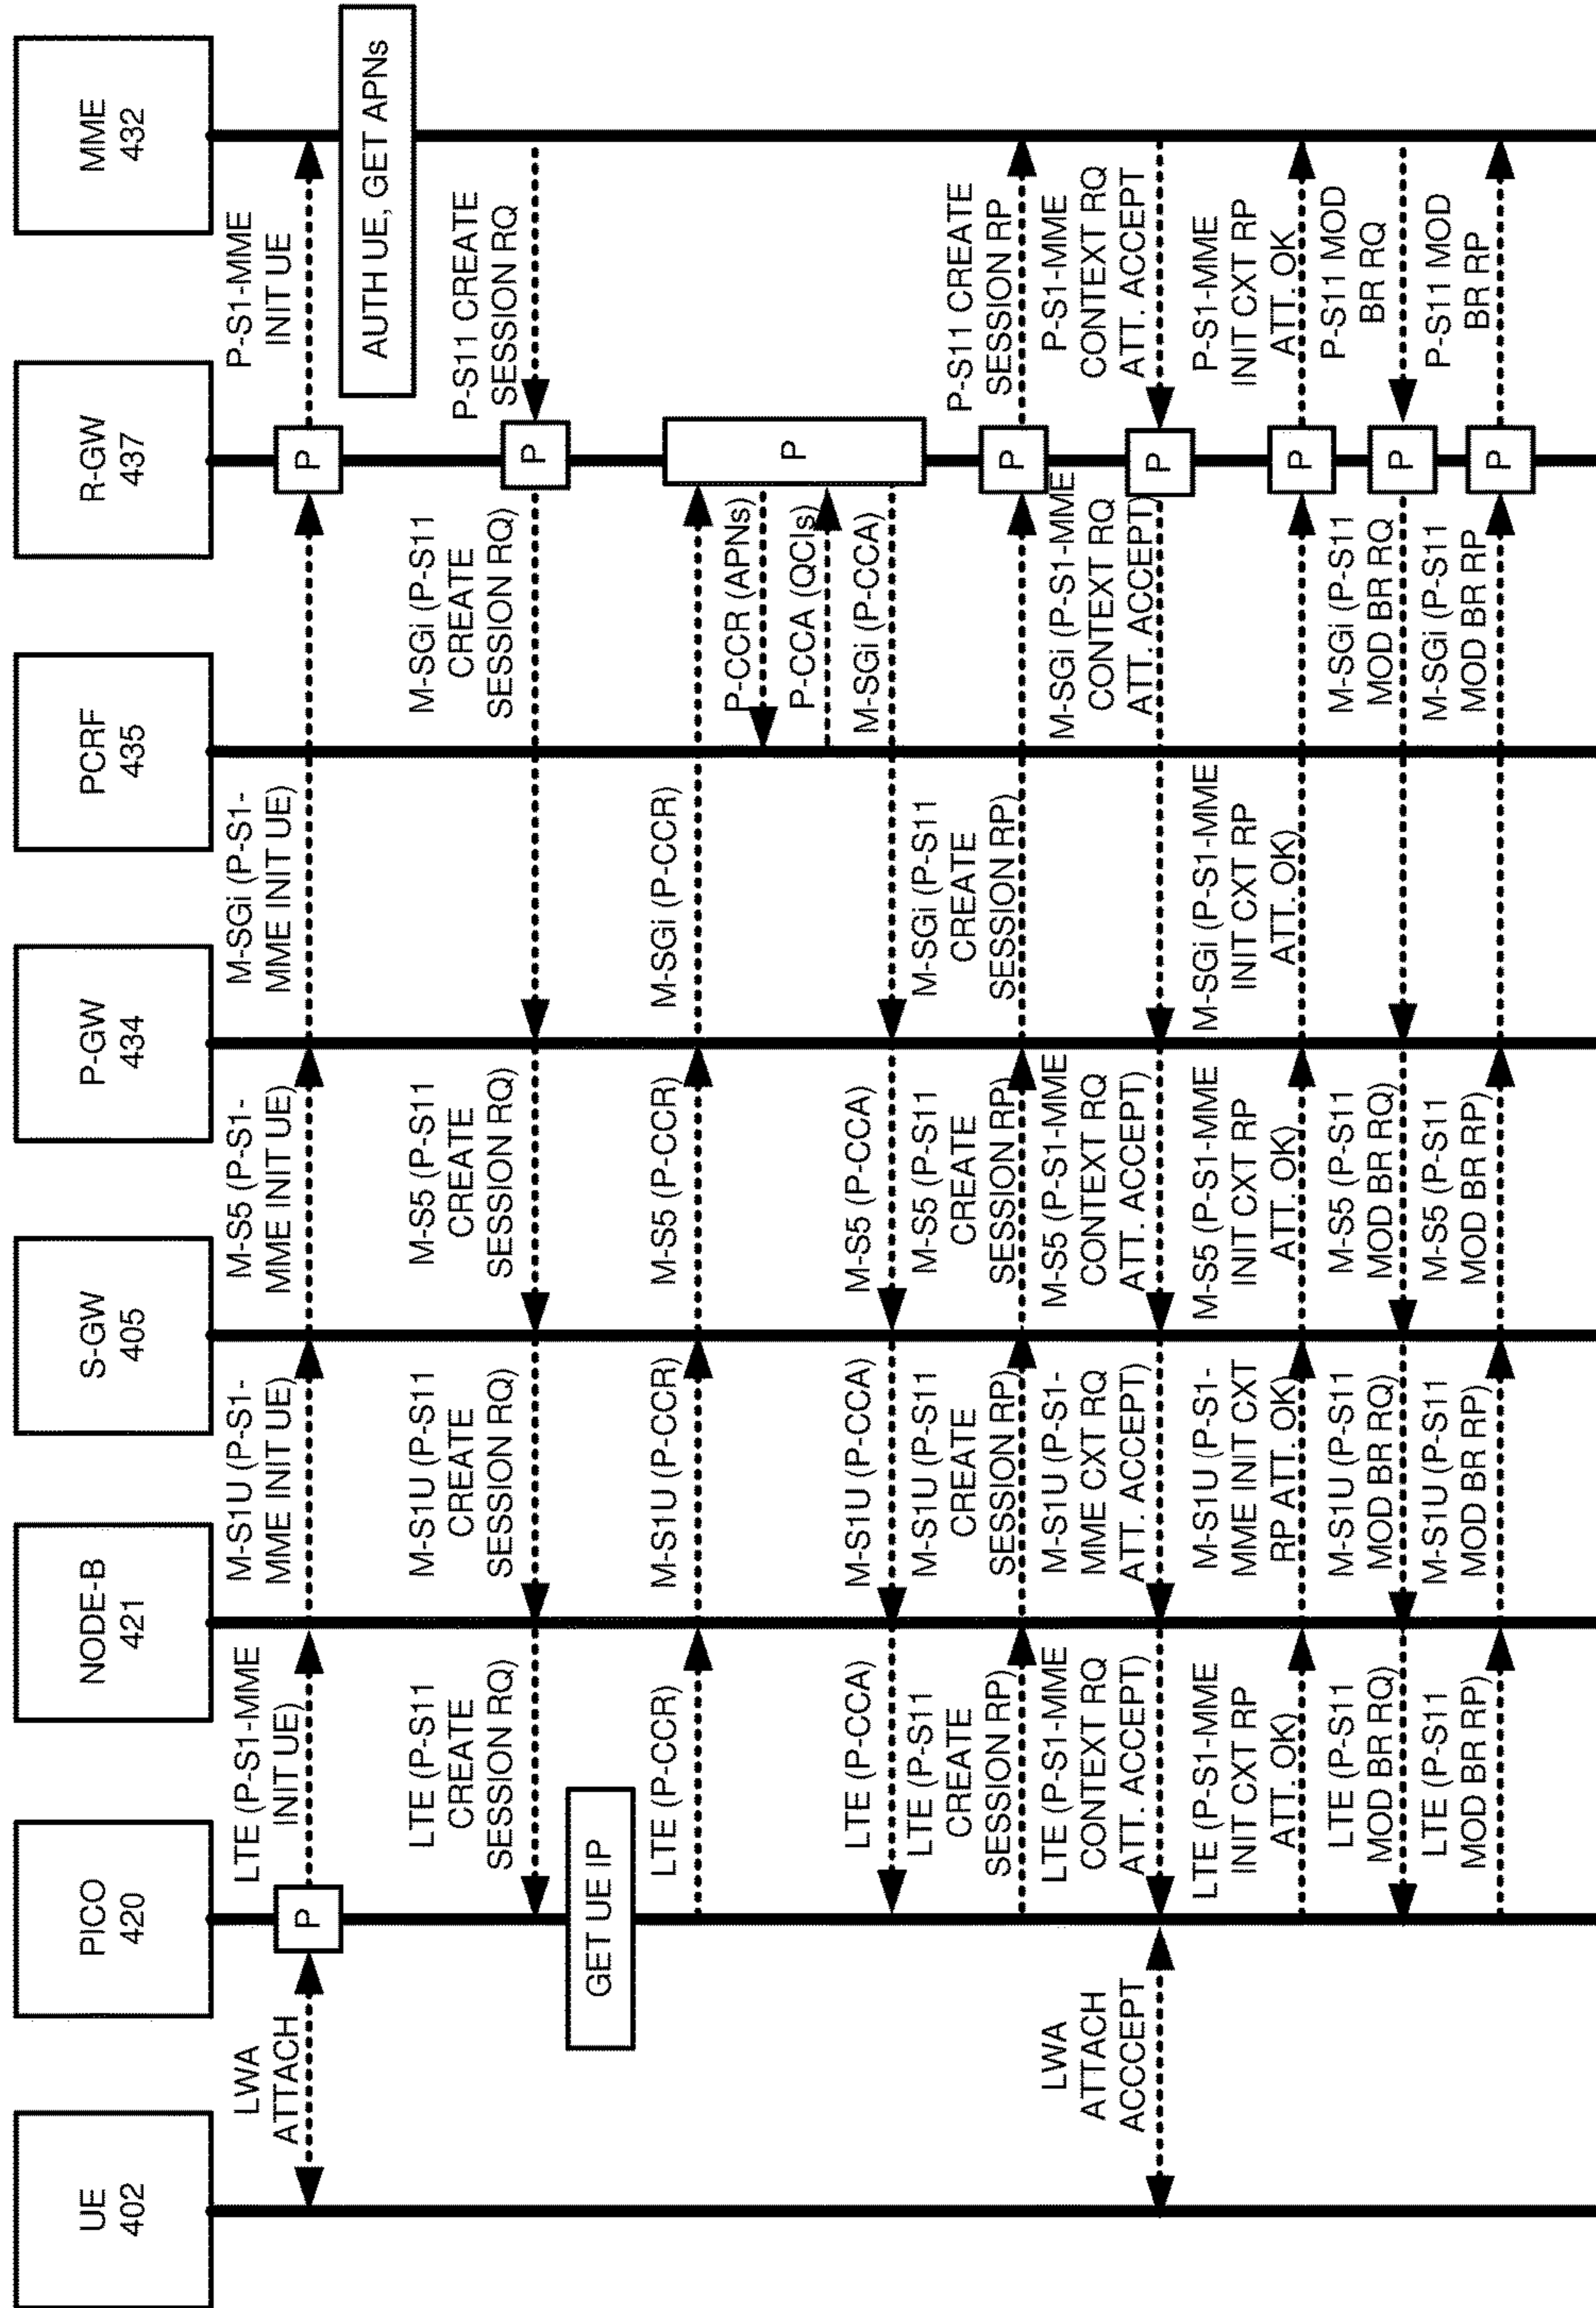 UE
402
PICO
420
NODE-B
421
S-GW
405
P-GW
434
PCRF
435
R-GW
437
MME
432
LWA
ATTACH
P
LTE (P-S1-MME
INIT UE)
M-S1U (P-S1-
MME INIT UE)
M-S5 (P-S1-
MME INIT UE)
M-SGi (P-S1-
MME INIT UE)
P
P-S1-MME
INIT UE
AUTH UE, GET APNs
LTE (P-S11
CREATE
SESSION RQ)
M-S1U (P-S11
CREATE
SESSION RQ)
M-S5 (P-S11
CREATE
SESSION RQ)
M-SGi (P-S11
CREATE
SESSION RQ)
P
P-S11 CREATE
SESSION RQ
GET UE IP
LTE (P-CCR)
M-S1U (P-CCR)
M-S5 (P-CCR)
M-SGi (P-CCR)
P-CCR (APNs)
P-CCA (QCIs)
P
LTE (P-CCA)
M-S1U (P-CCA)
M-S5 (P-CCA)
M-SGi (P-CCA)
LTE (P-S11
CREATE
SESSION RP)
M-S1U (P-S11
CREATE
SESSION RP)
M-S5 (P-S11
CREATE
SESSION RP)
M-SGi (P-S11
CREATE
SESSION RP)
P
P-S11 CREATE
SESSION RP
LWA
ATTACH
ACCCEPT
LTE (P-S1-MME
CONTEXT RQ
ATT. ACCEPT)
M-S1U (P-S1-
MME CXT RQ
ATT. ACCEPT)
M-S5 (P-S1-MME
CONTEXT RQ
ATT. ACCEPT)
M-SGi (P-S1-MME
CONTEXT RQ
ATT. ACCEPT)
P
P-S1-MME
CONTEXT RQ
ATT. ACCEPT
LTE (P-S1-MME
INIT CXT RP
ATT. OK)
M-S1U (P-S1-
MME INIT CXT
RP ATT. OK)
M-S5 (P-S1-MME
INIT CXT RP
ATT. OK)
M-SGi (P-S1-MME
INIT CXT RP
ATT. OK)
P
P-S1-MME
INIT CXT RP
ATT. OK
LTE (P-S11
MOD BR RQ)
M-S1U (P-S11
MOD BR RQ)
M-S5 (P-S11
MOD BR RQ)
M-SGi (P-S11
MOD BR RQ
P
P-S11 MOD
BR RQ
LTE (P-S11
MOD BR RP)
M-S1U (P-S11
MOD BR RP)
M-S5 (P-S11
MOD BR RP)
M-SGi (P-S11
MOD BR RP
P
P-S11 MOD
BR RP